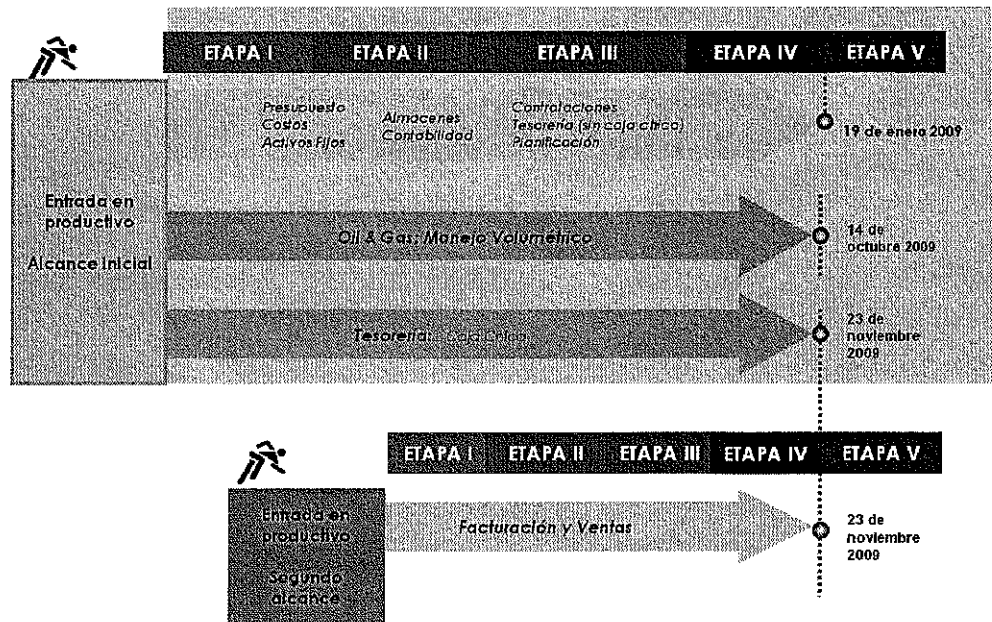 ETAPA I ETAPA II ETAPA III ETAPA IV ETAPA V
Presupuesto
Costos
Activos Fijos
Almacenes
Contabilidad
Contrataciones
Tesorería (sin caja chica)
Planificación
19 de enero 2009
Entrada en
productivo
Alcance Inicial
Oil & Gas: Manejo Volumétrico
14 de
octubre 2009
Tesorería: Caja Chica
23 de
noviembre
2009
ETAPA I ETAPA II ETAPA III ETAPA IV ETAPA V
Entrada en
productivo
Segundo
alcance
Facturación y Ventas
23 de
noviembre
2009